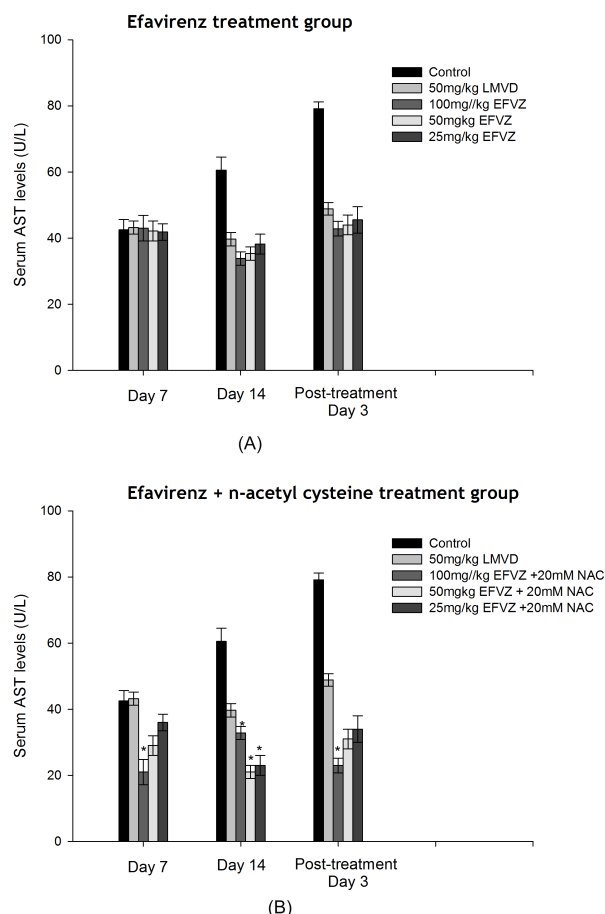 Efavirenz treatment group
100
80
60
40
20
0
Serum AST levels (U/L)
Control
50mg/kg LMVD
100mg//kg EFVZ
50mgkg EFVZ
25mg/kg EFVZ
Day 7
Day 14
Post-treatment
Day 3
(A)
Efavirenz + n-acetyl cysteine treatment group
100
80
60
40
20
0
Serum AST levels (U/L)
Control
50mg/kg LMVD
100mg//kg EFVZ +20mM NAC
50mgkg EFVZ + 20mM NAC
25mg/kg EFVZ +20mM NAC
*
*
*
*
*
Day 7
Day 14
Post-treatment
Day 3
(B)